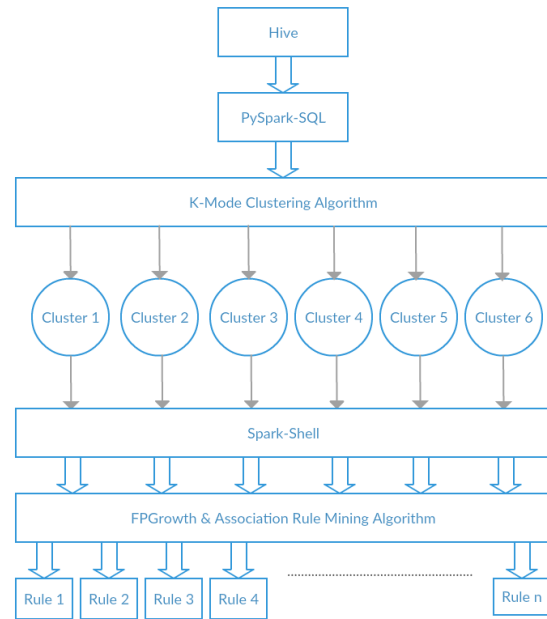 Hive
PySpark-SQL
K-Mode Clustering Algorithm
Cluster 1 Cluster 2 Cluster 3 Cluster 4 Cluster 5 Cluster 6
Spark-Shell
FPGrowth & Association Rule Mining Algorithm
Rule 1 Rule 2 Rule 3 Rule 4 Rule n